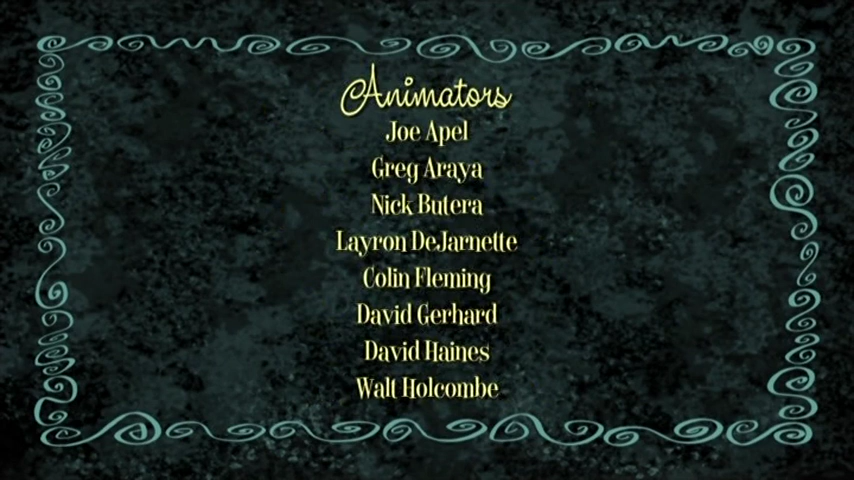 Animators
Joe Apel
Greg Araya
Nick Butera
Layron DeJarnette
Colin Fleming
David Gerhard
David Haines
Walt Holcombe